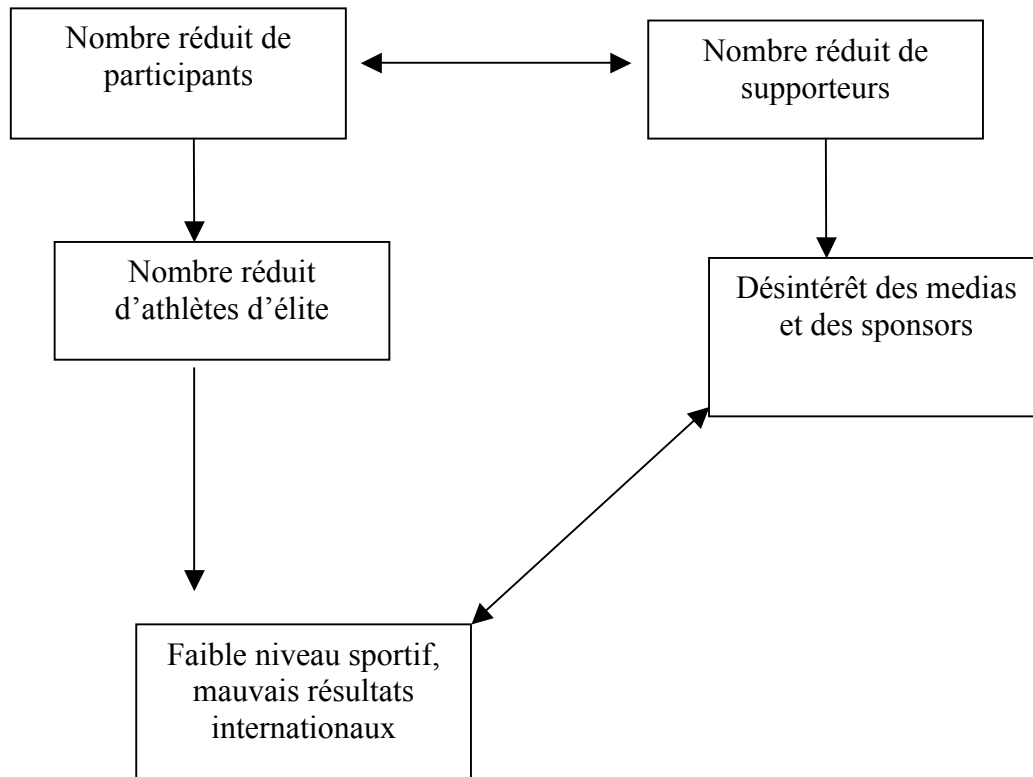 Nombre réduit de
participants
Nombre réduit de
supporteurs
Nombre réduit
d’athlètes d’élite
Désintérêt des medias
et des sponsors
Faible niveau sportif,
mauvais résultats
internationaux